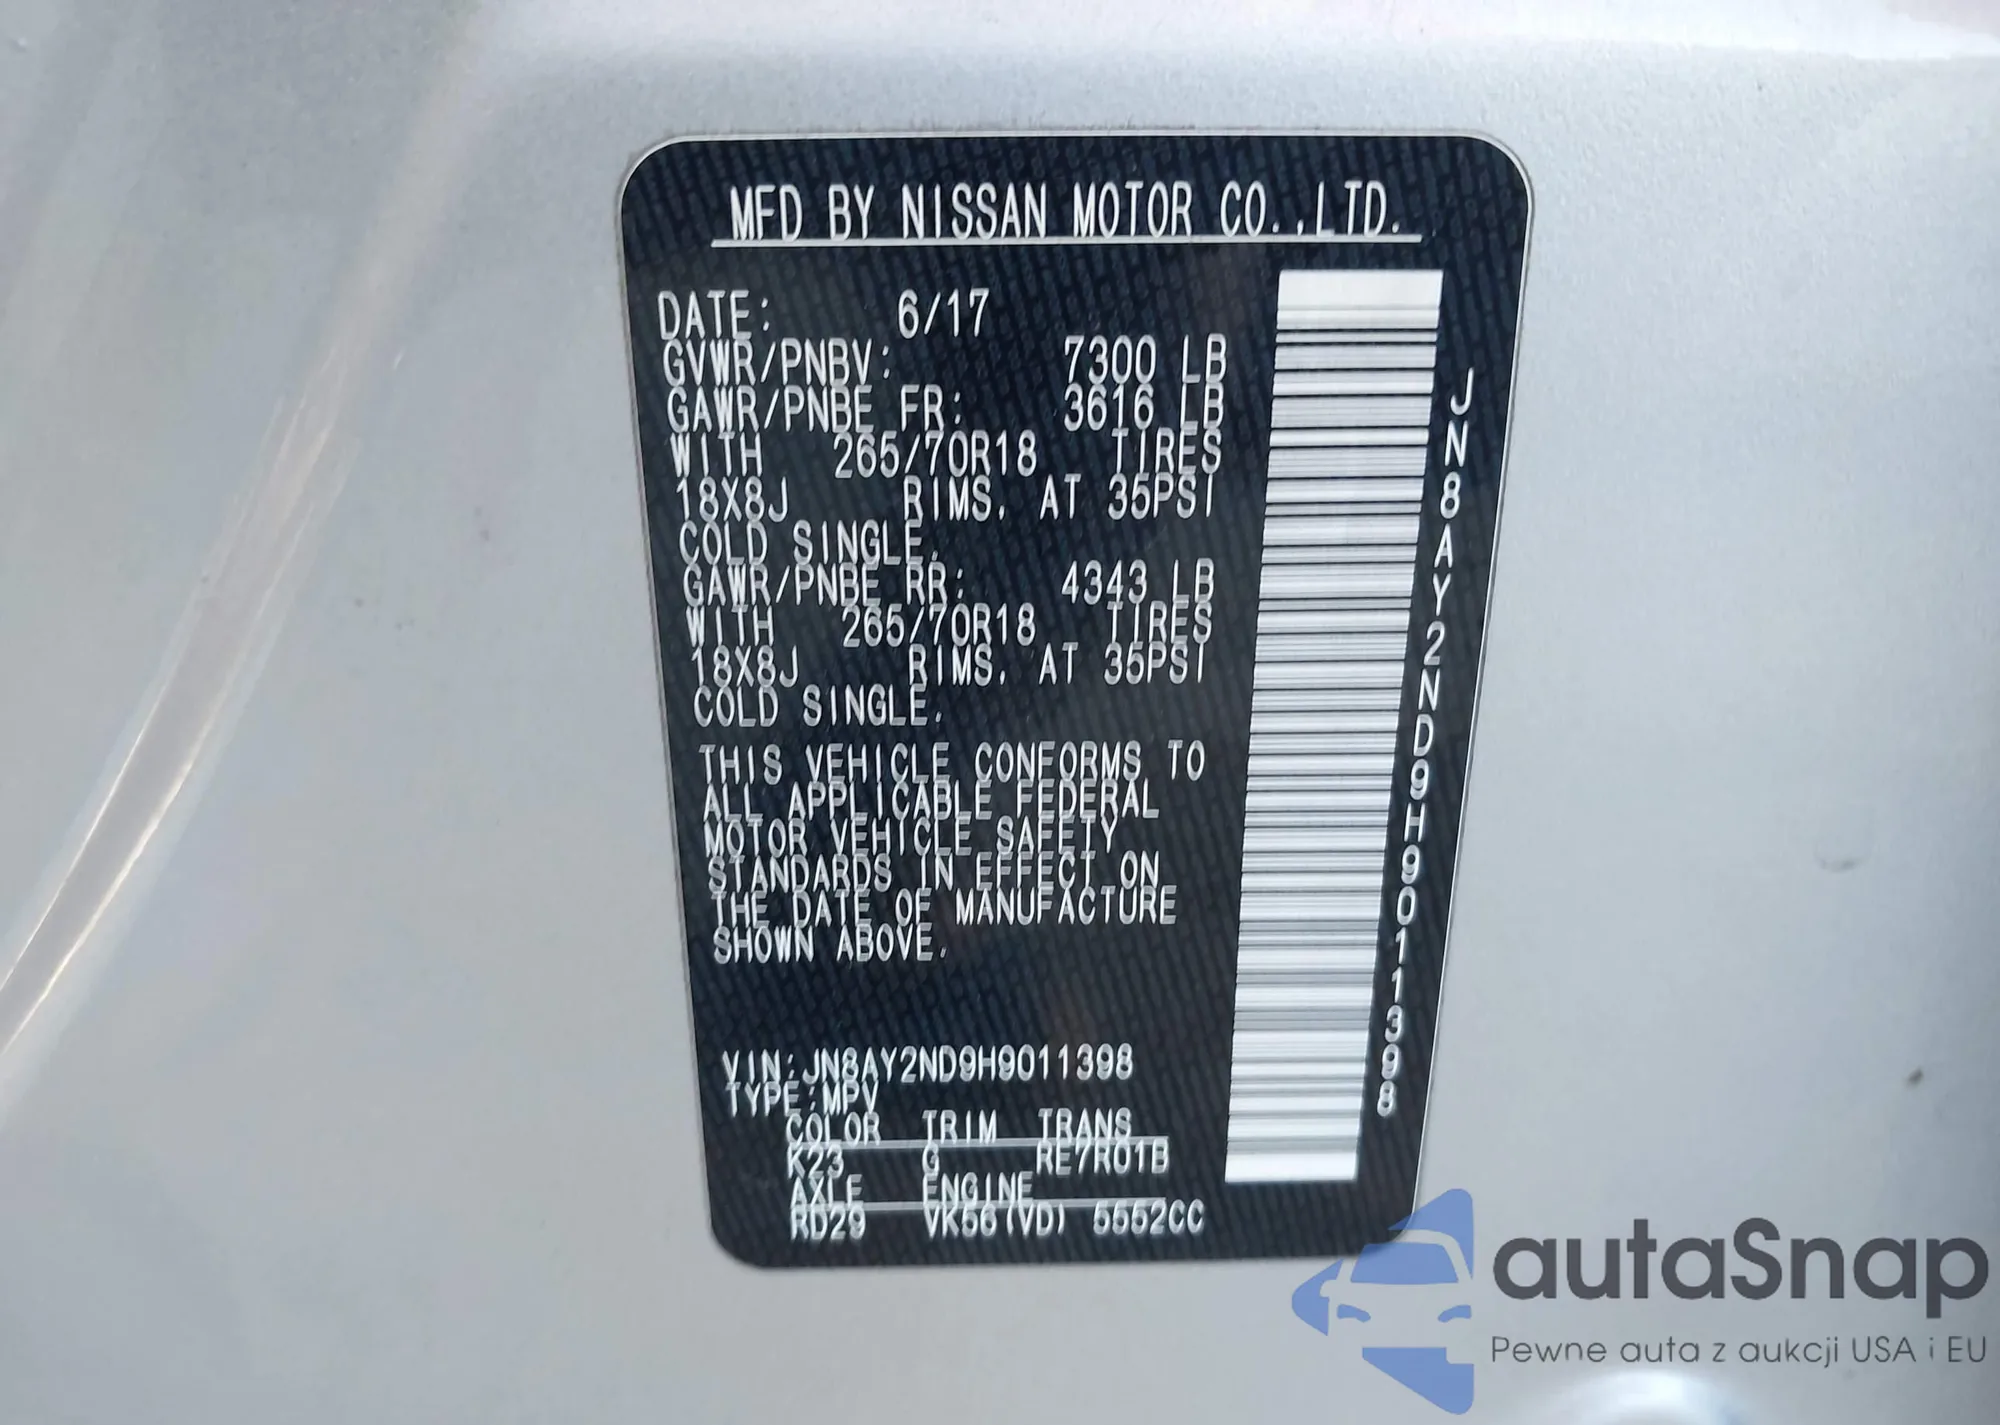 MFD BY NISSAN MOTOR CO.,LTD.
DATE: 6/17
GVWR/PNBV: 7300 LB
GAWR/PNBE FR: 3616 LB
WITH 265/70R18 TIRES
18X8J RIMS, AT 35PSI
COLD SINGLE.
GAWR/PNBE RR: 4343 LB
WITH 265/70R18 TIRES
18X8J RIMS, AT 35PSI
COLD SINGLE.
THIS VEHICLE CONFORMS TO
ALL APPLICABLE FEDERAL
MOTOR VEHICLE SAFETY
STANDARDS IN EFFECT ON
THE DATE OF MANUFACTURE
SHOWN ABOVE.
VIN:JN8AY2ND9H9011398
TYPE:MPV
COLOR TRIM TRANS
K23 G RE7R01B
AXLE ENGINE
RD29 VK56(VD) 5552CC
JN8AY2ND9H9011398
autaSnap
Pewne auta z aukcji USA i EU